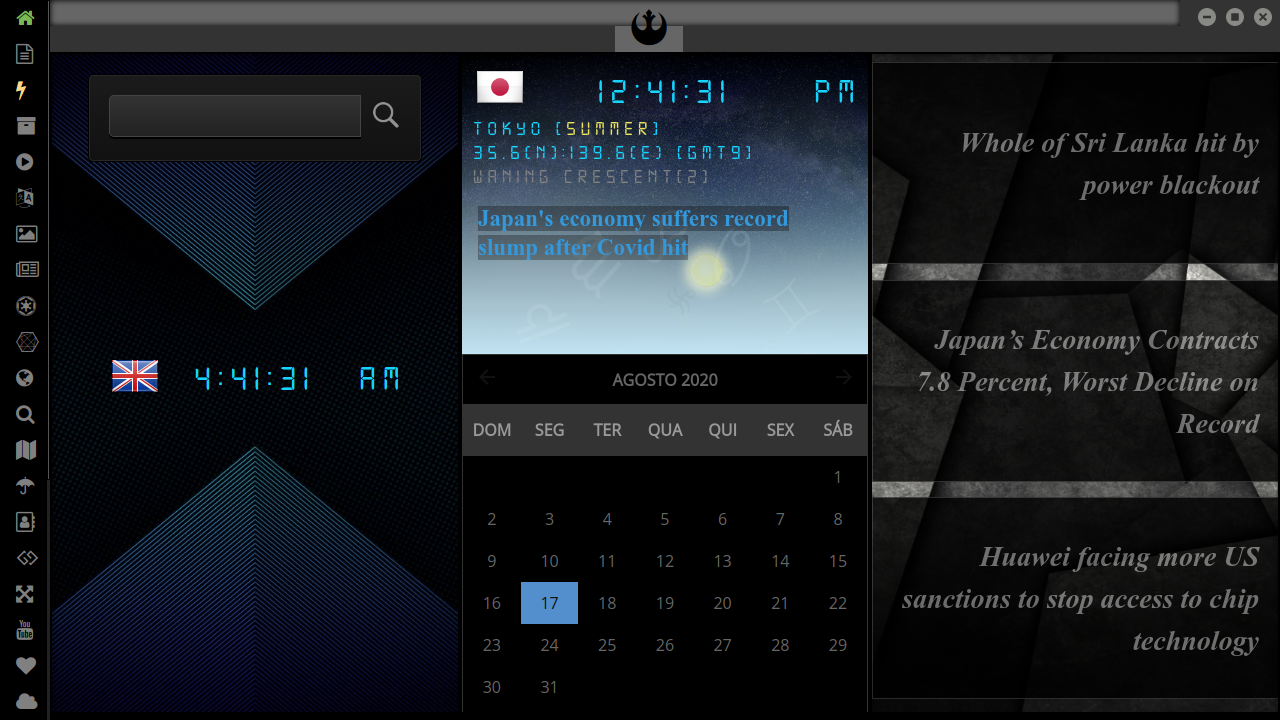 4:41:31 AM
12:41:31 PM
TOKYO (SUMMER)
35.6(N):139.6(E) (GMT9)
WANING CRESCENT(2)
Japan's economy suffers record
slump after Covid hit
AGOSTO 2020
DOM SEG TER QUA QUI SEX SÁB
1
2 3 4 5 6 7 8
9 10 11 12 13 14 15
16 17 18 19 20 21 22
23 24 25 26 27 28 29
30 31
Whole of Sri Lanka hit by
power blackout
Japan’s Economy Contracts
7.8 Percent, Worst Decline on
Record
Huawei facing more US
sanctions to stop access to chip
technology
You
Tube